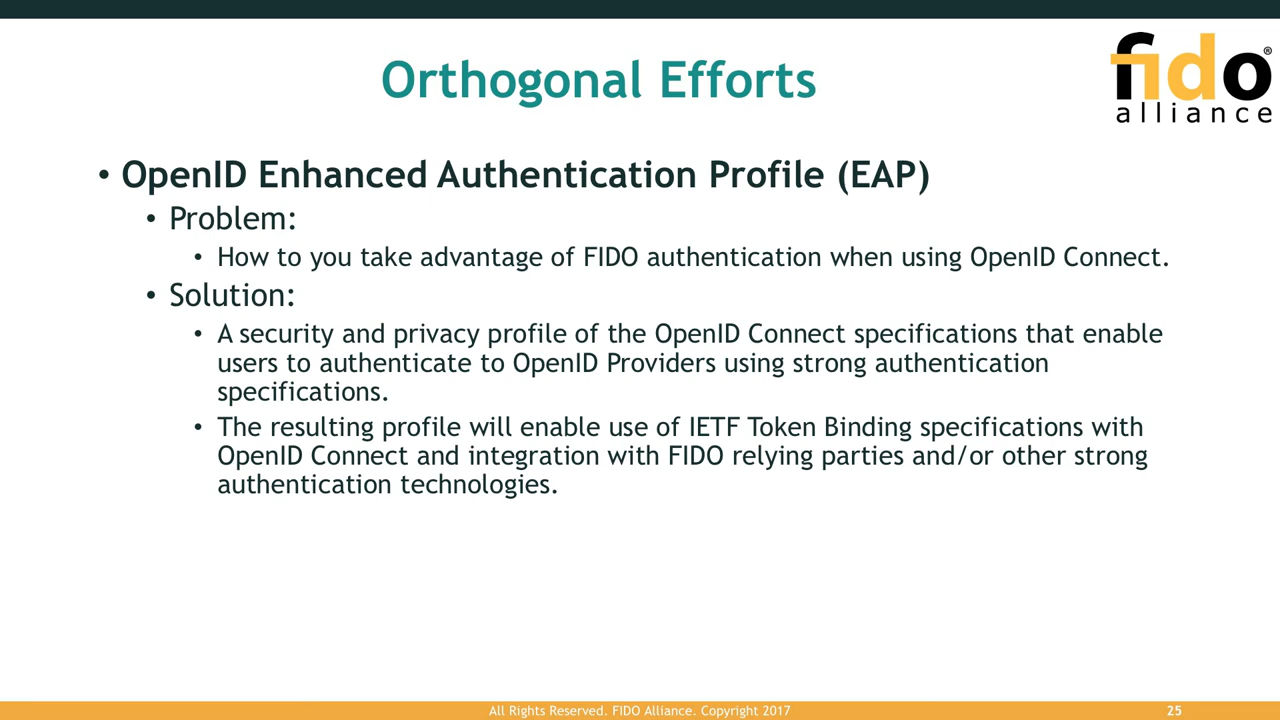 fido®
alliance
Orthogonal Efforts
• OpenID Enhanced Authentication Profile (EAP)
• Problem:
• How to you take advantage of FIDO authentication when using OpenID Connect.
• Solution:
• A security and privacy profile of the OpenID Connect specifications that enable
users to authenticate to OpenID Providers using strong authentication
specifications.
• The resulting profile will enable use of IETF Token Binding specifications with
OpenID Connect and integration with FIDO relying parties and/or other strong
authentication technologies.
All Rights Reserved. FIDO Alliance. Copyright 2017
25